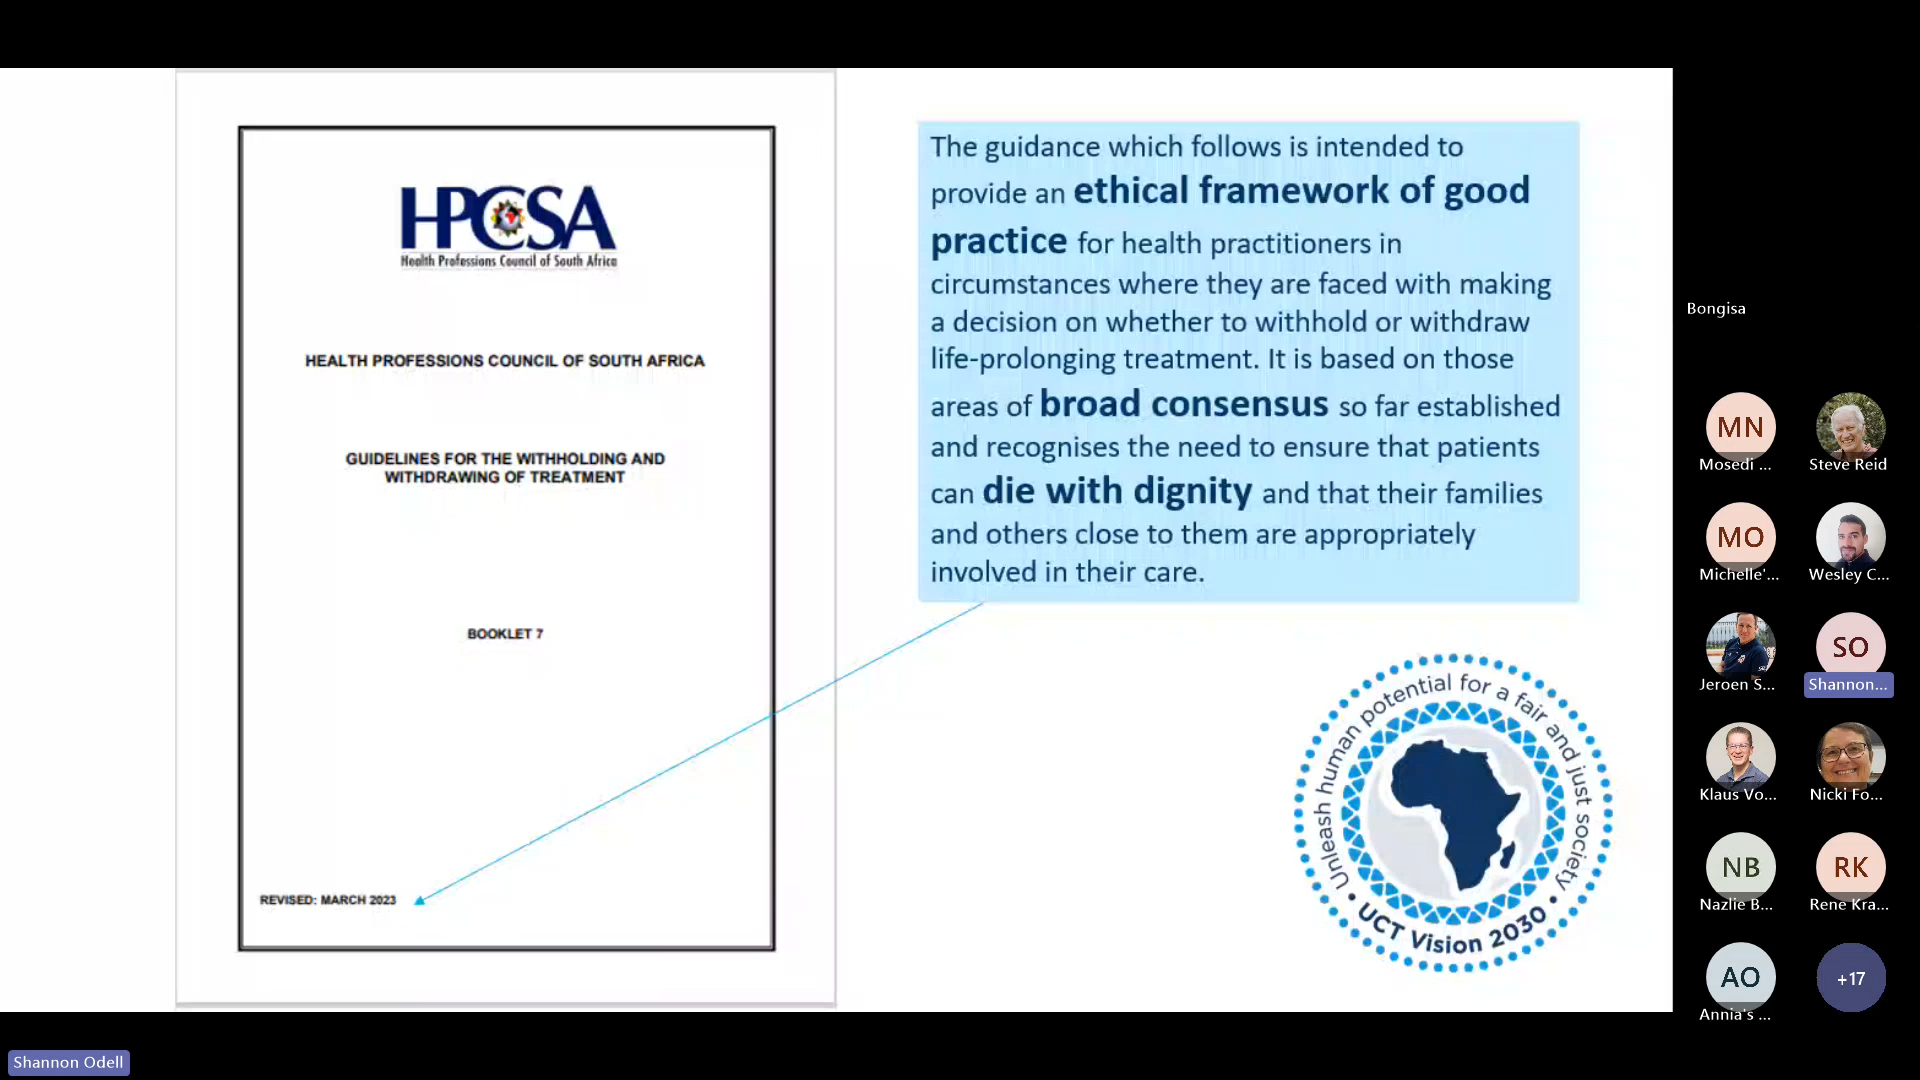 HPCSA
Health Professions Council of South Africa
HEALTH PROFESSIONS COUNCIL OF SOUTH AFRICA
GUIDELINES FOR THE WITHHOLDING AND
WITHDRAWING OF TREATMENT
BOOKLET 7
REVISED: MARCH 2023
The guidance which follows is intended to
provide an ethical framework of good
practice for health practitioners in
circumstances where they are faced with making
a decision on whether to withhold or withdraw
life-prolonging treatment. It is based on those
areas of broad consensus so far established
and recognises the need to ensure that patients
can die with dignity and that their families
and others close to them are appropriately
involved in their care.
Unleash human potential for a fair and just society
• UCT Vision 2030 •
Bongisa
MN
Mosedi ...
Steve Reid
MO
Michelle'...
Wesley C...
Jeroen S...
SO
Shannon...
Klaus Vo...
Nicki Fo...
NB
Nazlie B...
RK
Rene Kra...
AO
Annia's ...
+17
Shannon Odell